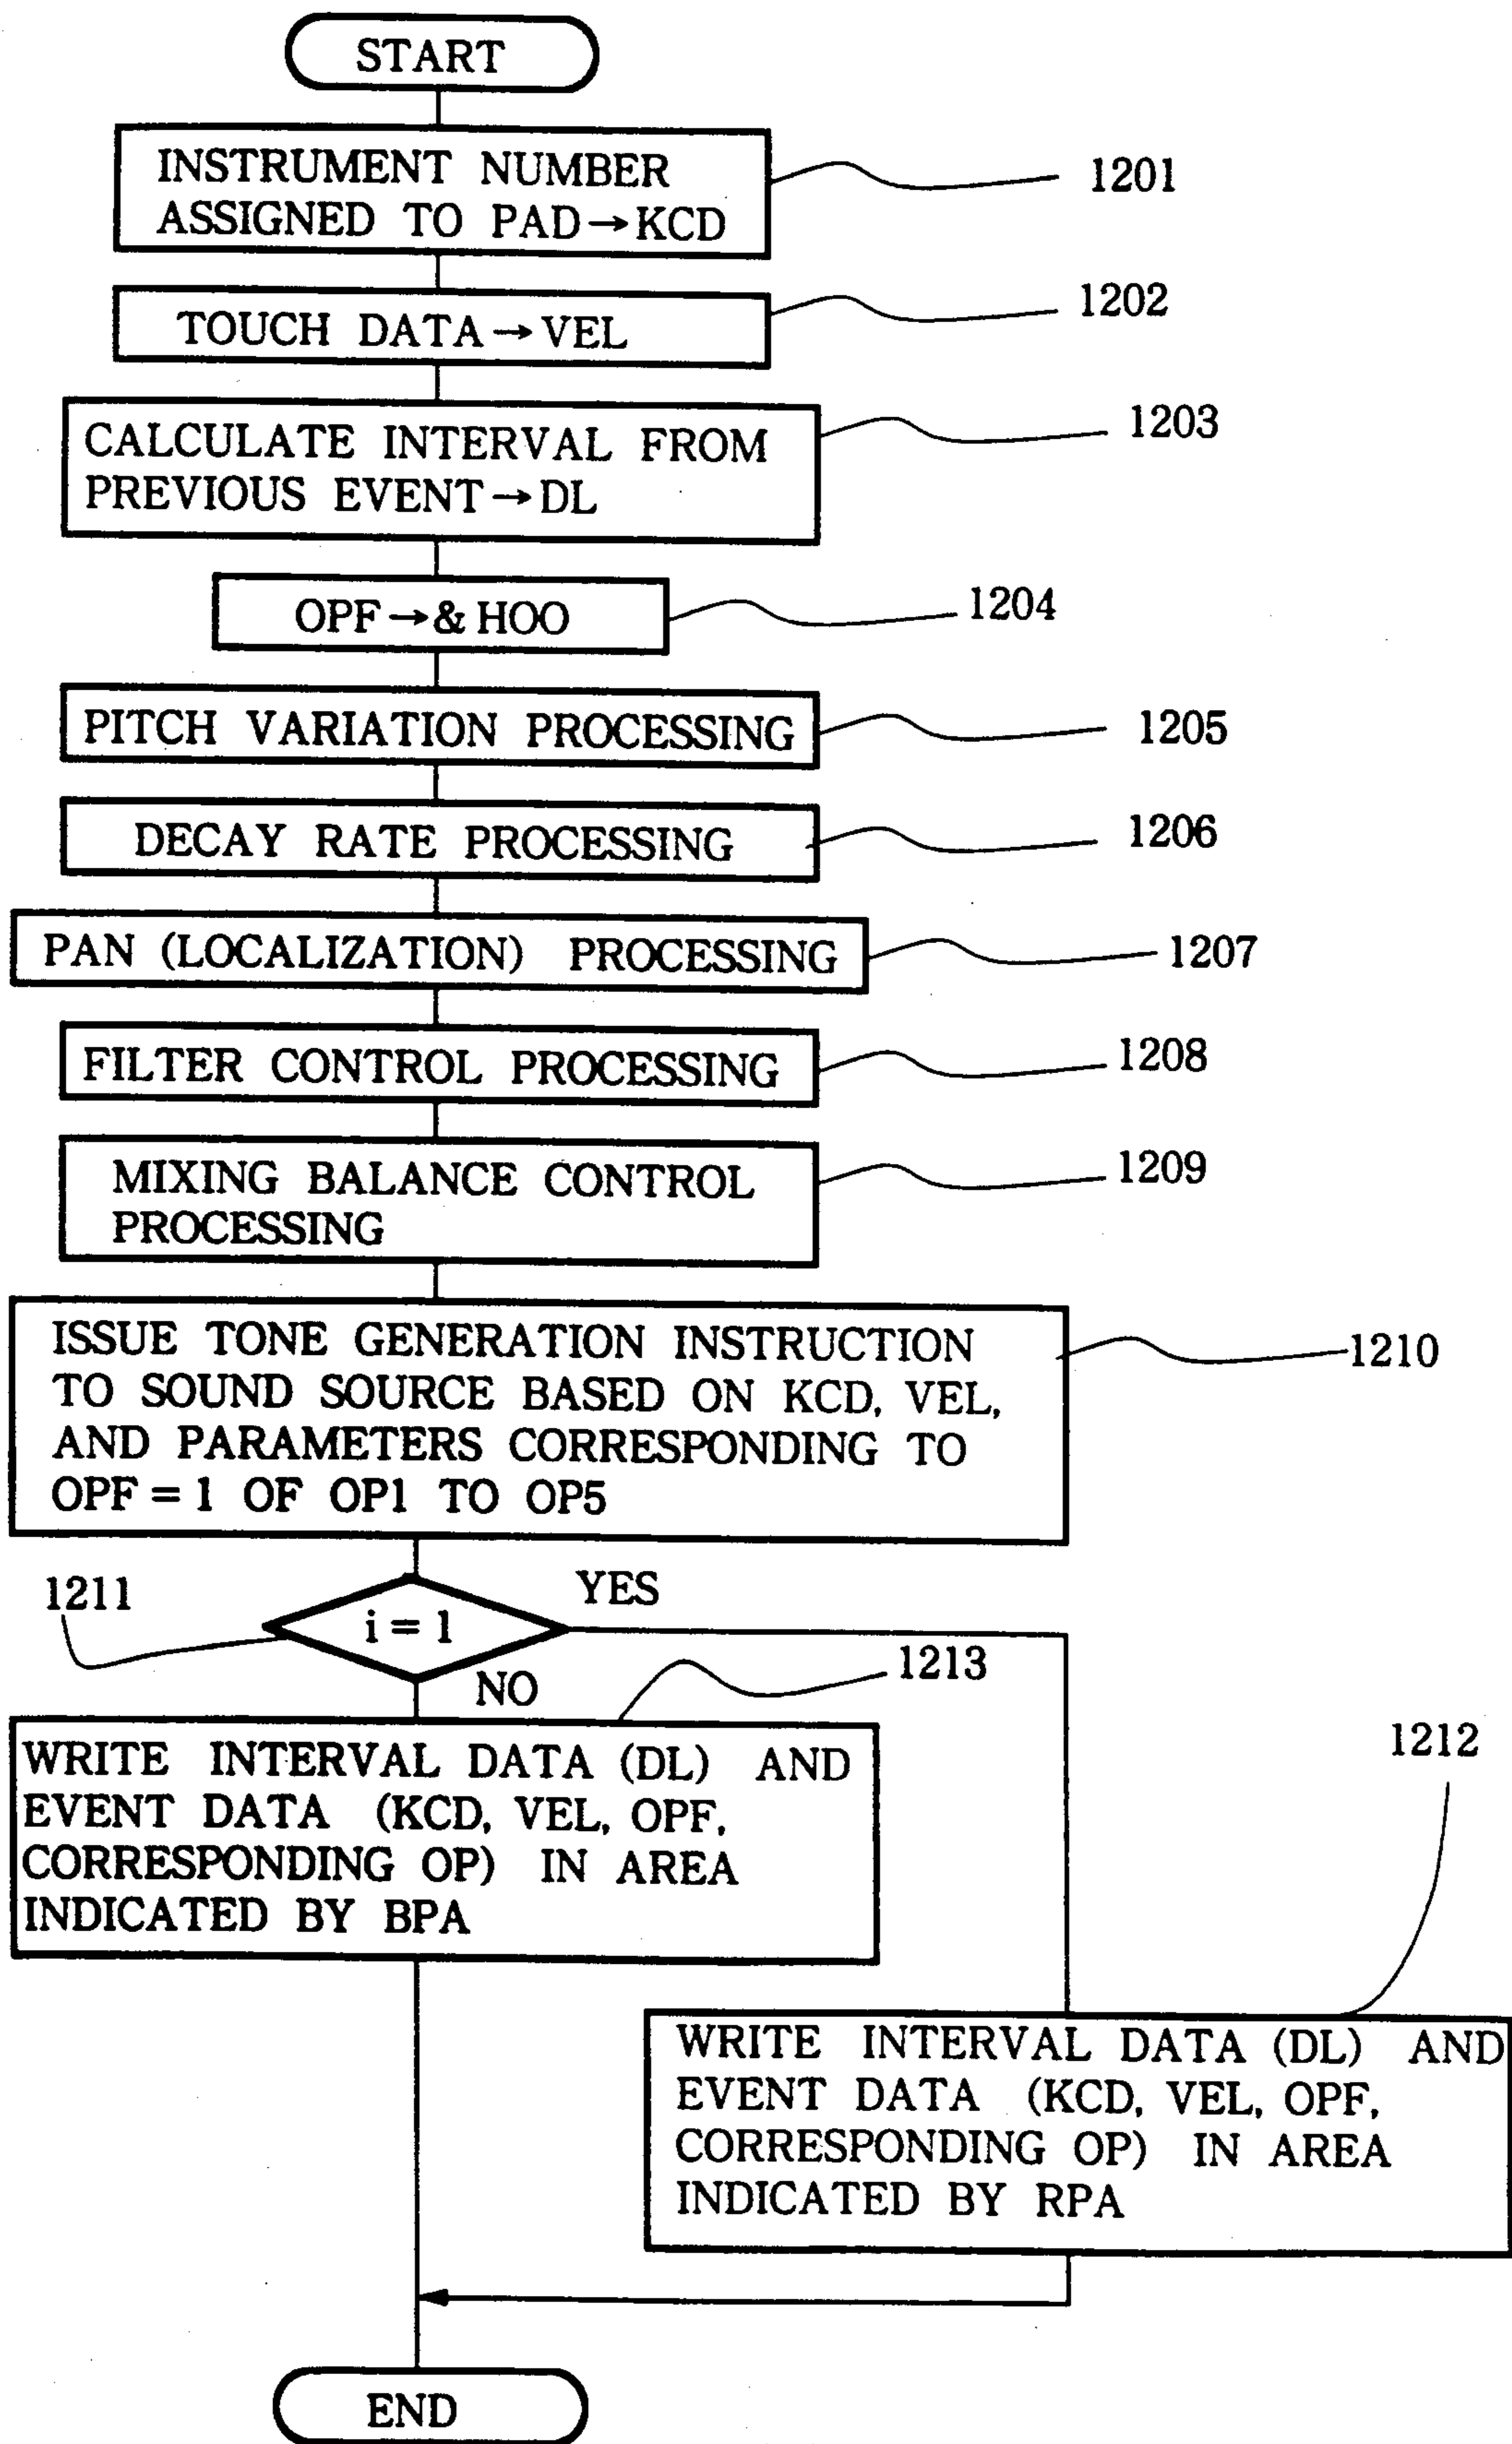 START
INSTRUMENT NUMBER
ASSIGNED TO PAD→KCD
1201
TOUCH DATA→VEL
1202
CALCULATE INTERVAL FROM
PREVIOUS EVENT→DL
1203
OPF→& HOO
1204
PITCH VARIATION PROCESSING
1205
DECAY RATE PROCESSING
1206
PAN (LOCALIZATION) PROCESSING
1207
FILTER CONTROL PROCESSING
1208
MIXING BALANCE CONTROL
PROCESSING
1209
ISSUE TONE GENERATION INSTRUCTION
TO SOUND SOURCE BASED ON KCD, VEL,
AND PARAMETERS CORRESPONDING TO
OPF = 1 OF OP1 TO OP5
1210
1211
i = 1
YES
NO
1213
WRITE INTERVAL DATA (DL) AND
EVENT DATA (KCD, VEL, OPF,
CORRESPONDING OP) IN AREA
INDICATED BY BPA
1212
WRITE INTERVAL DATA (DL) AND
EVENT DATA (KCD, VEL, OPF,
CORRESPONDING OP) IN AREA
INDICATED BY RPA
END